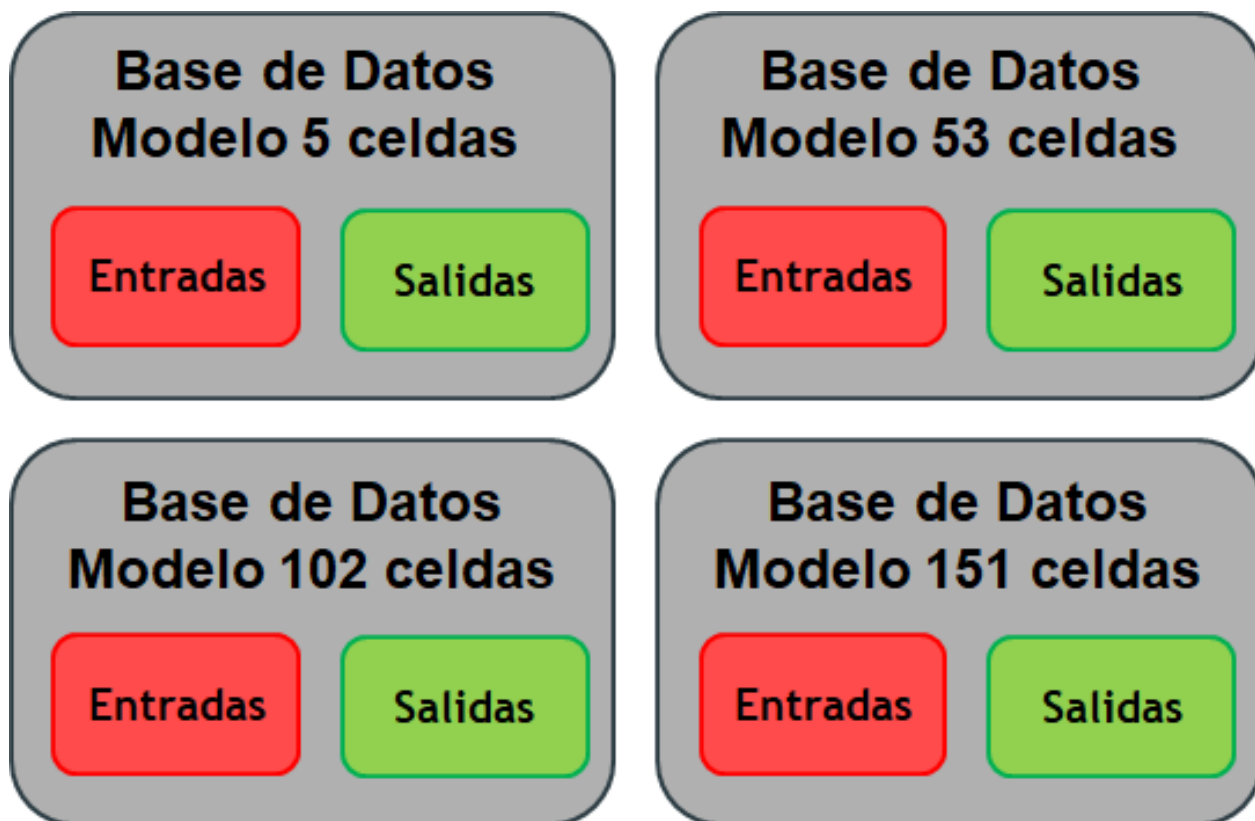 Base de Datos
Modelo 5 celdas
Entradas
Salidas
Base de Datos
Modelo 53 celdas
Entradas
Salidas
Base de Datos
Modelo 102 celdas
Entradas
Salidas
Base de Datos
Modelo 151 celdas
Entradas
Salidas